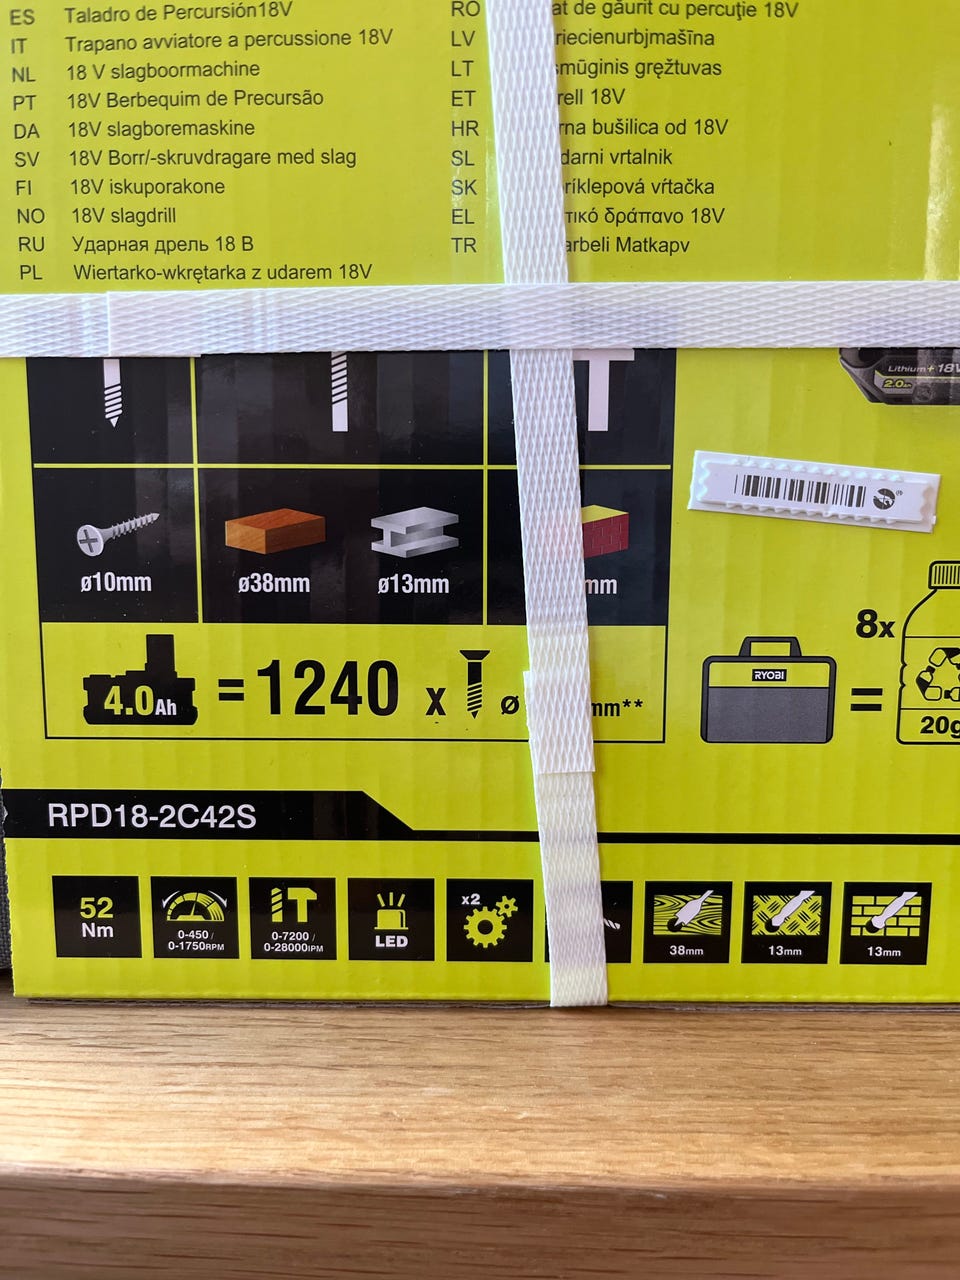 ES Taladro de Percursión18V
IT Trapano avviatore a percussione 18V
NL 18 V slagboormachine
PT 18V Berbequim de Precursão
DA 18V slagboremaskine
SV 18V Borr/-skruvdragare med slag
FI 18V iskuporakone
NO 18V slagdrill
RU Ударная дрель 18 В
PL Wiertarko-wkrętarka z udarem 18V
RO at de găurit cu percuţie 18V
LV riecienurbjmašīna
LT smūginis gręžtuvas
ET rell 18V
HR rna bušilica od 18V
SL darni vrtalnik
SK ríklepová vŕtačka
EL τικό δράπανο 18V
TR arbeli Matkapv
Lithium+ 18V
2.0Ah
ø10mm
ø38mm
ø13mm
mm
4.0Ah = 1240 x ø mm**
RYOBI
=
8x
20g
RPD18-2C42S
52 Nm
0-450 /
0-1750RPM
0-7200 /
0-28000IPM
LED
x2
38mm
13mm
13mm